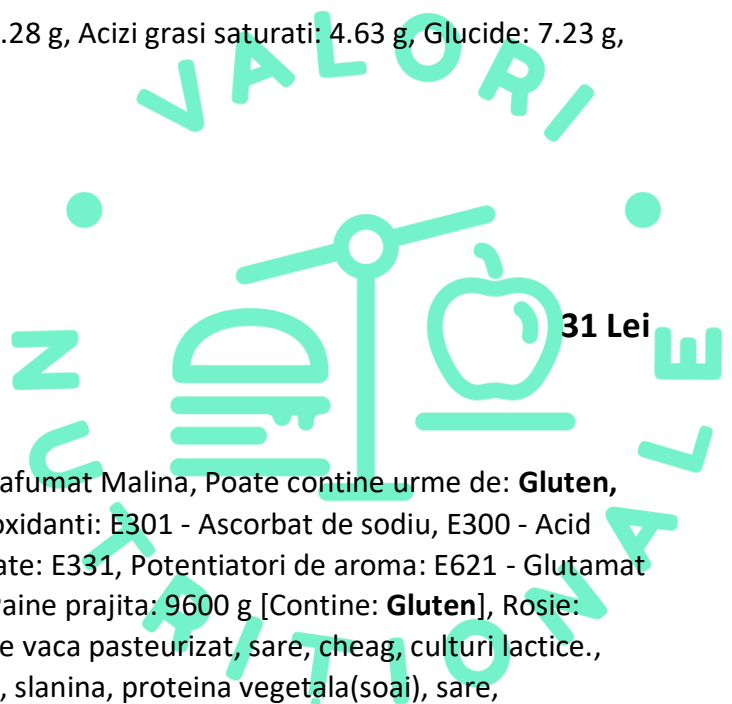 .28 g, Acizi grasi saturati: 4.63 g, Glucide: 7.23 g,
VALORI
31 Lei
NUTRITIONALE
afumat Malina, Poate contine urme de: Gluten,
oxidanti: E301 - Ascorbat de sodiu, E300 - Acid
ate: E331, Potentiatori de aroma: E621 - Glutamat
Paine prajita: 9600 g [Contine: Gluten], Rosie:
e vaca pasteurizat, sare, cheag, culturi lactice.,
, slanina, proteina vegetala(soai), sare,